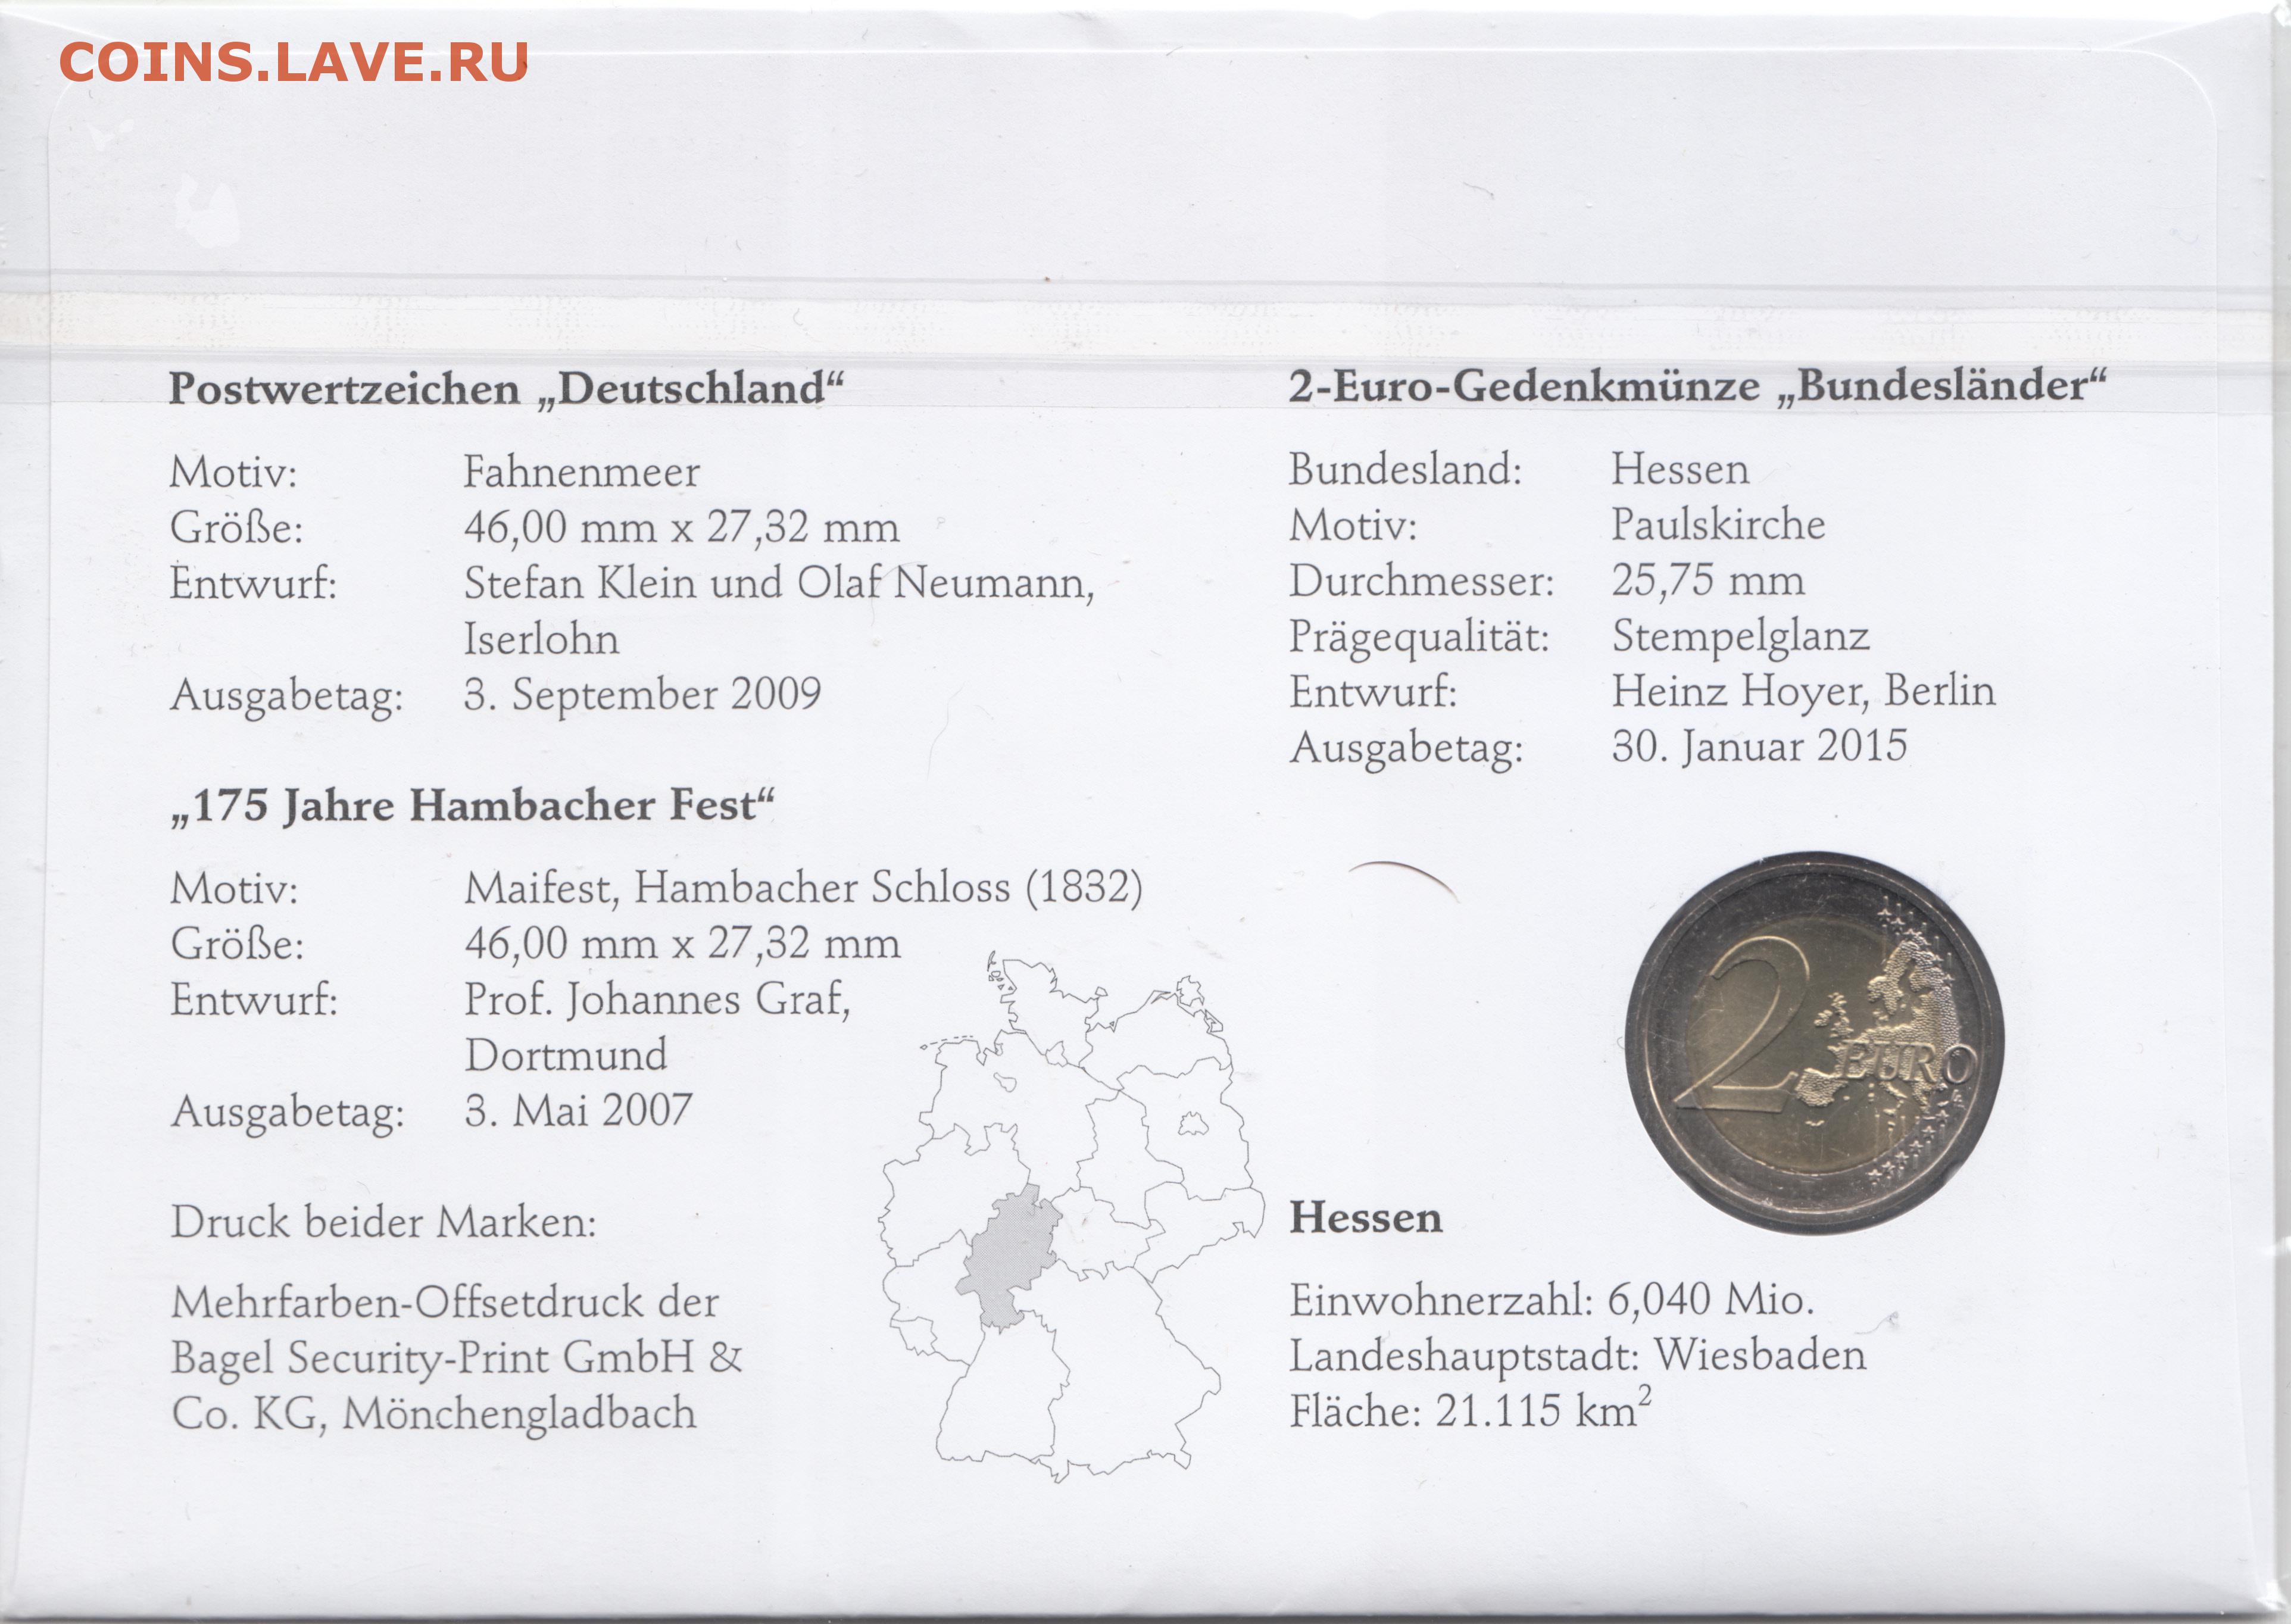 COINS.LAVE.RU
Postwertzeichen „Deutschland“
Motiv: Fahnenmeer
Größe: 46,00 mm x 27,32 mm
Entwurf: Stefan Klein und Olaf Neumann,
Iserlohn
Ausgabetag: 3. September 2009
„175 Jahre Hambacher Fest“
Motiv: Maifest, Hambacher Schloss (1832)
Größe: 46,00 mm x 27,32 mm
Entwurf: Prof. Johannes Graf,
Dortmund
Ausgabetag: 3. Mai 2007
Druck beider Marken:
Mehrfarben-Offsetdruck der
Bagel Security-Print GmbH &
Co. KG, Mönchengladbach
2-Euro-Gedenkmünze „Bundesländer“
Bundesland: Hessen
Motiv: Paulskirche
Durchmesser: 25,75 mm
Prägequalität: Stempelglanz
Entwurf: Heinz Hoyer, Berlin
Ausgabetag: 30. Januar 2015
2 EURO
Hessen
Einwohnerzahl: 6,040 Mio.
Landeshauptstadt: Wiesbaden
Fläche: 21.115 km²